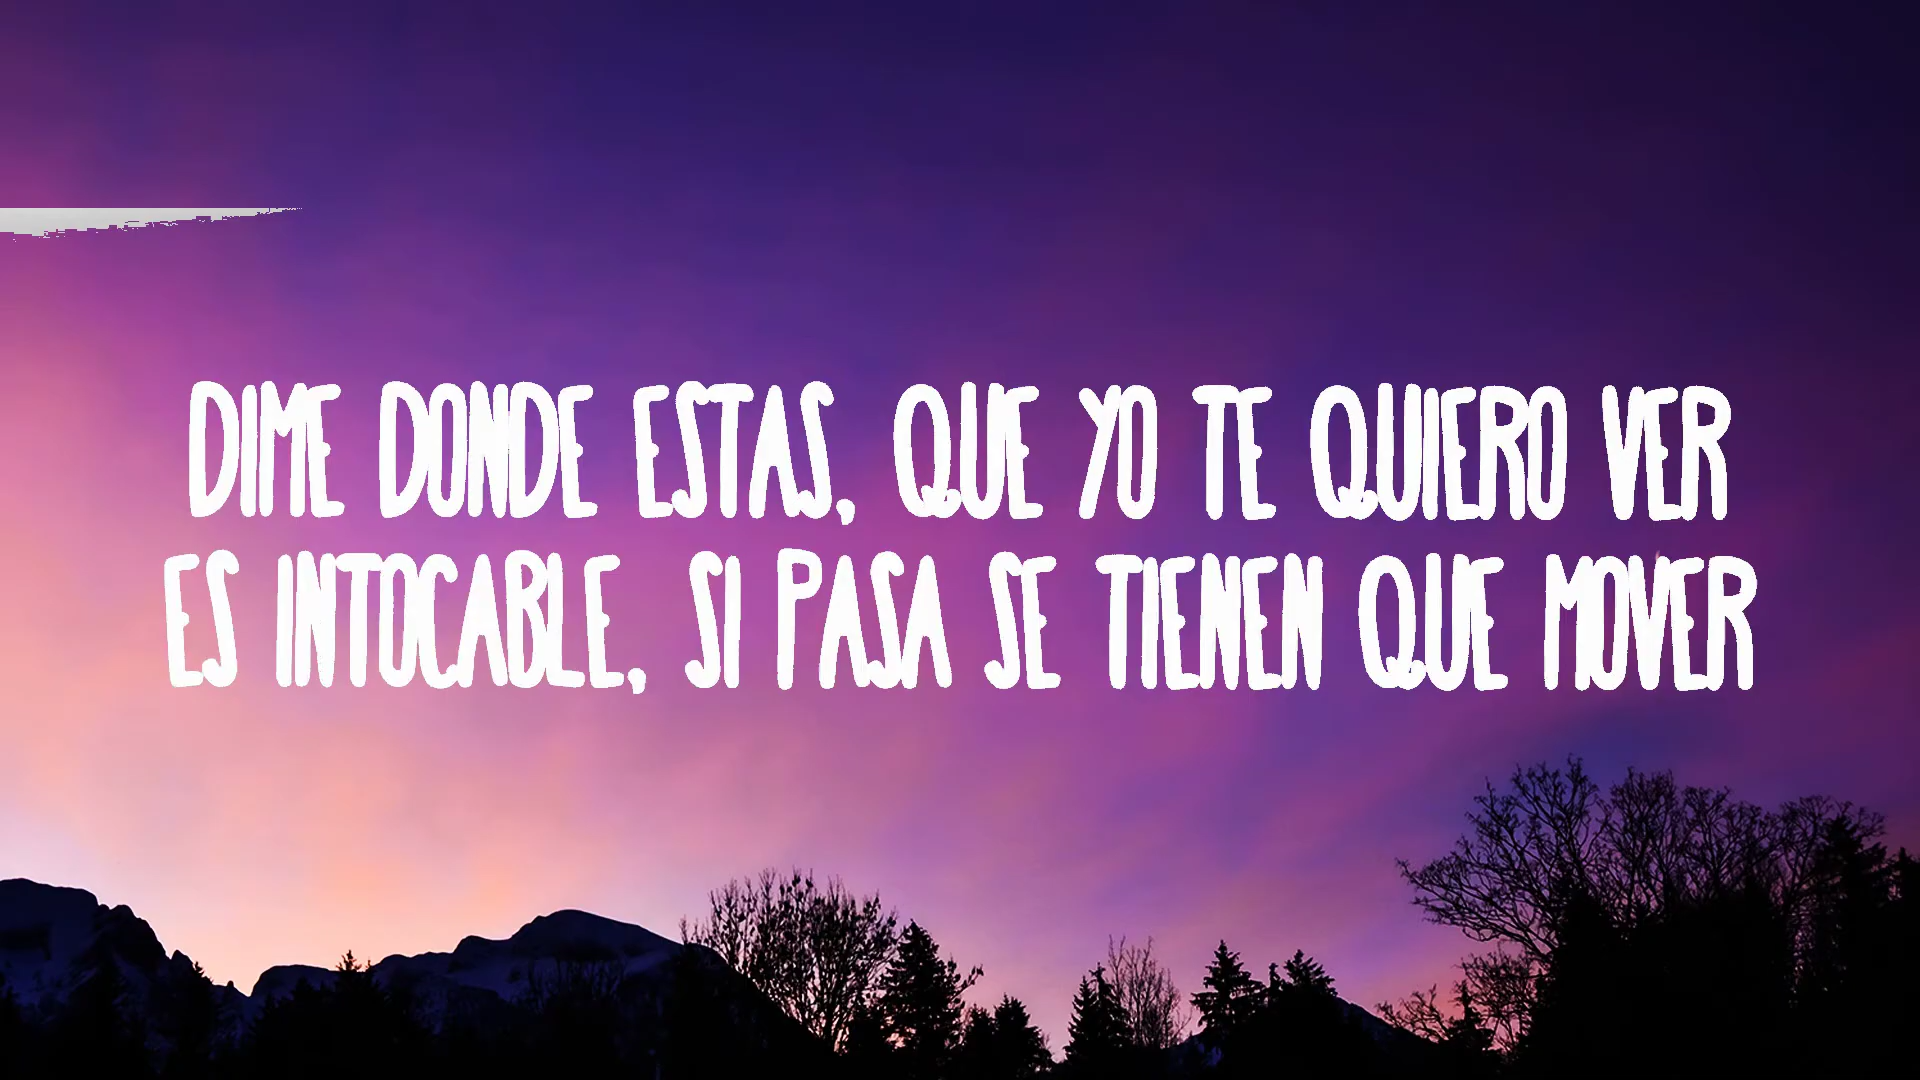 DIME DONDE ESTAS, QUE YO TE QUIERO VER
ES INTOCABLE, SI PASA SE TIENEN QUE MOVER